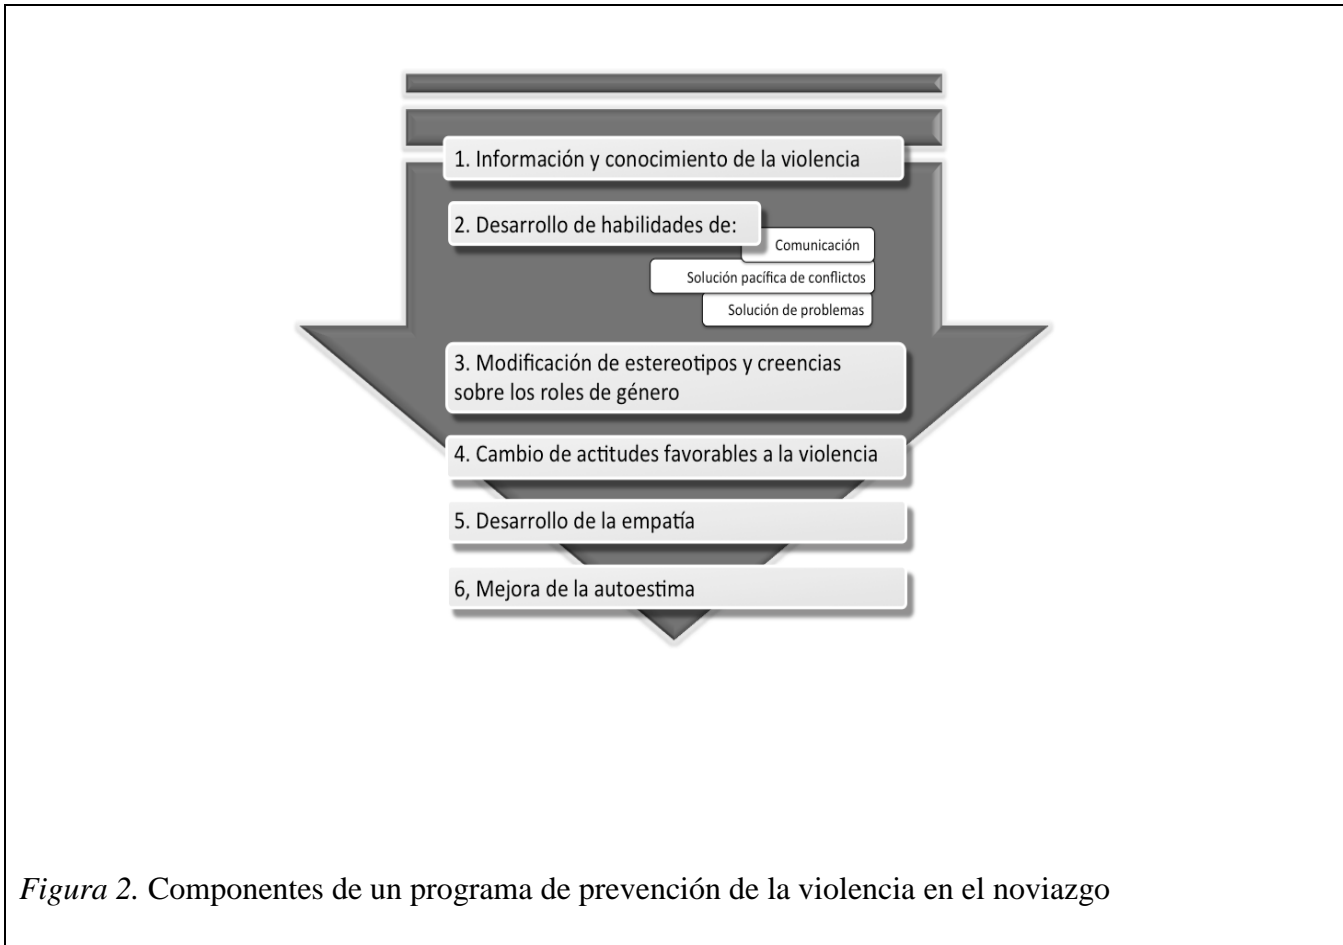 1. Información y conocimiento de la violencia
2. Desarrollo de habilidades de:
Comunicación
Solución pacífica de conflictos
Solución de problemas
3. Modificación de estereotipos y creencias
sobre los roles de género
4. Cambio de actitudes favorables a la violencia
5. Desarrollo de la empatía
6, Mejora de la autoestima
Figura 2. Componentes de un programa de prevención de la violencia en el noviazgo